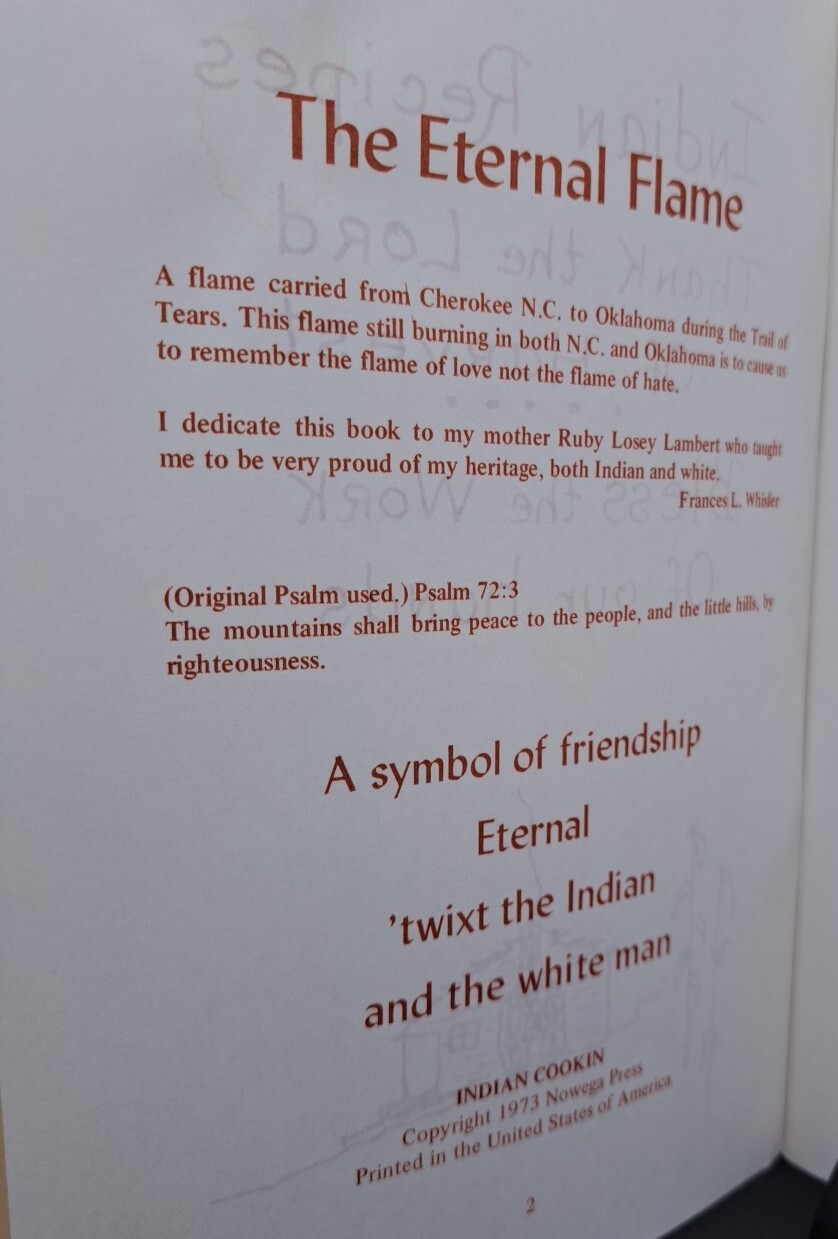 The Eternal Flame
A flame carried from Cherokee N.C. to Oklahoma during the Trail of
Tears. This flame still burning in both N.C. and Oklahoma is to cause us
to remember the flame of love not the flame of hate.
I dedicate this book to my mother Ruby Losey Lambert who taught
me to be very proud of my heritage, both Indian and white.
Frances L. Whisler
(Original Psalm used.) Psalm 72:3
The mountains shall bring peace to the people, and the little hills, by
righteousness.
A symbol of friendship
Eternal
'twixt the Indian
and the white man
INDIAN COOKIN
Copyright 1973 Nowega Press
Printed in the United States of America
2